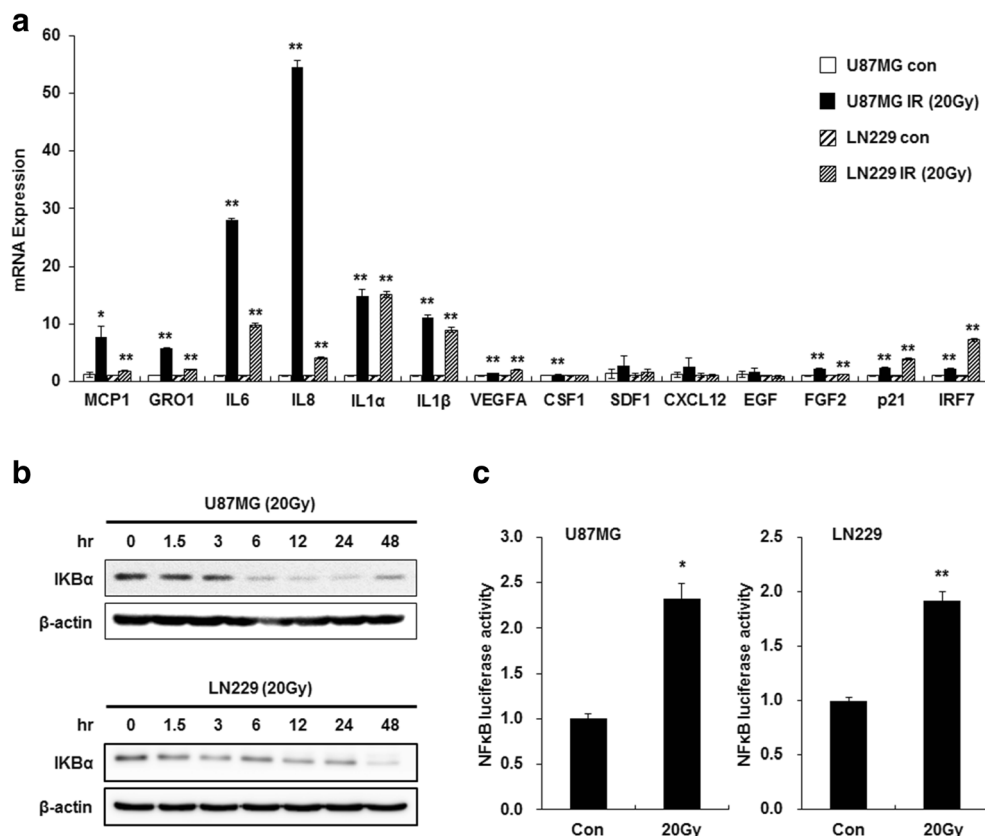 a
60
50
40
30
20
10
0
mRNA Expression
** ** ** ** ** ** ** ** ** ** ** ** ** ** ** ** ** ** ** * **
U87MG con
U87MG IR (20Gy)
LN229 con
LN229 IR (20Gy)
MCP1 GRO1 IL6 IL8 IL1α IL1β VEGFA CSF1 SDF1 CXCL12 EGF FGF2 p21 IRF7
b
U87MG (20Gy)
hr 0 1.5 3 6 12 24 48
IKBα
β-actin
LN229 (20Gy)
hr 0 1.5 3 6 12 24 48
IKBα
β-actin
c
U87MG
NFκB luciferase activity
3.0
2.5
2.0
1.5
1.0
0.5
0.0
*
Con 20Gy
LN229
NFκB luciferase activity
2.5
2.0
1.5
1.0
0.5
0.0
**
Con 20Gy